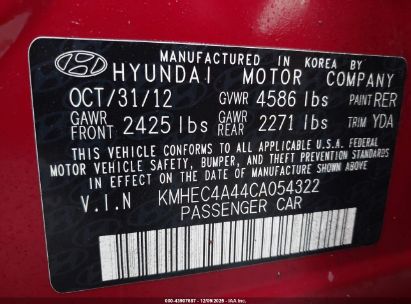 MANUFACTURED IN KOREA BY
HYUNDAI MOTOR COMPANY
OCT/31/12 GVWR 4586 lbs PAINT RER
GAWR FRONT 2425 lbs GAWR REAR 2271 lbs TRIM YDA
THIS VEHICLE CONFORMS TO ALL APPLICABLE U.S.A. FEDERAL
MOTOR VEHICLE SAFETY, BUMPER, AND THEFT PREVENTION STANDARDS
IN EFFECT ON THE DATE OF MANUFACTURE SHOWN ABOVE
V.I.N KMHEC4A44CA054322
PASSENGER CAR